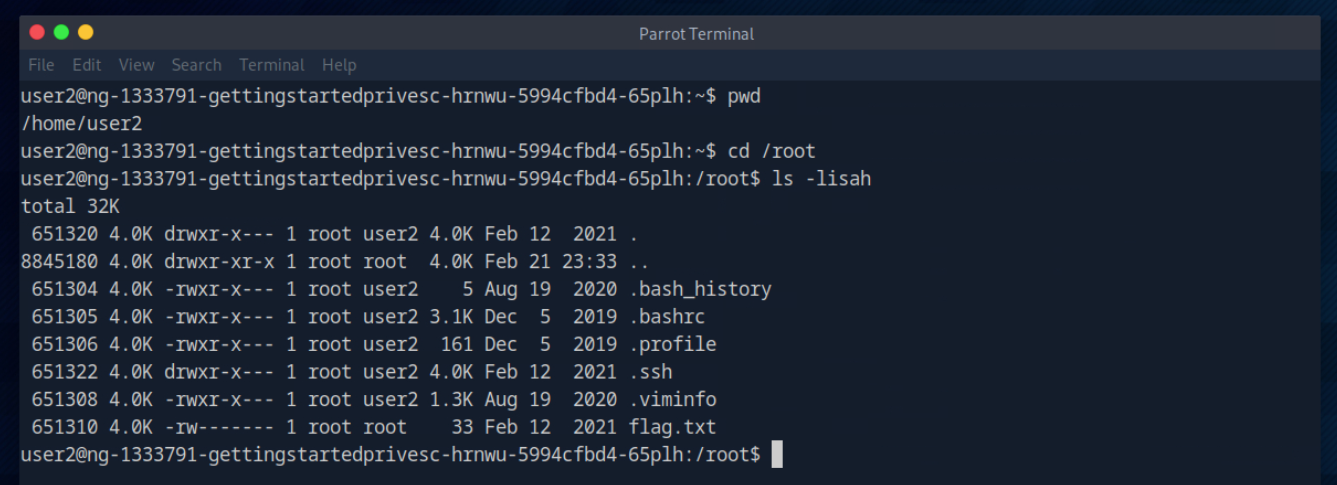 Parrot Terminal
File Edit View Search Terminal Help
user2@ng-1333791-gettingstartedprivesc-hrnwu-5994cfbd4-65plh:~$ pwd
/home/user2
user2@ng-1333791-gettingstartedprivesc-hrnwu-5994cfbd4-65plh:~$ cd /root
user2@ng-1333791-gettingstartedprivesc-hrnwu-5994cfbd4-65plh:/root$ ls -lisah
total 32K
 651320 4.0K drwxr-x--- 1 root user2 4.0K Feb 12  2021 .
8845180 4.0K drwxr-xr-x 1 root root  4.0K Feb 21 23:33 ..
 651304 4.0K -rwxr-x--- 1 root user2    5 Aug 19  2020 .bash_history
 651305 4.0K -rwxr-x--- 1 root user2 3.1K Dec  5  2019 .bashrc
 651306 4.0K -rwxr-x--- 1 root user2  161 Dec  5  2019 .profile
 651322 4.0K drwxr-x--- 1 root user2 4.0K Feb 12  2021 .ssh
 651308 4.0K -rwxr-x--- 1 root user2 1.3K Aug 19  2020 .viminfo
 651310 4.0K -rw------- 1 root root    33 Feb 12  2021 flag.txt
user2@ng-1333791-gettingstartedprivesc-hrnwu-5994cfbd4-65plh:/root$